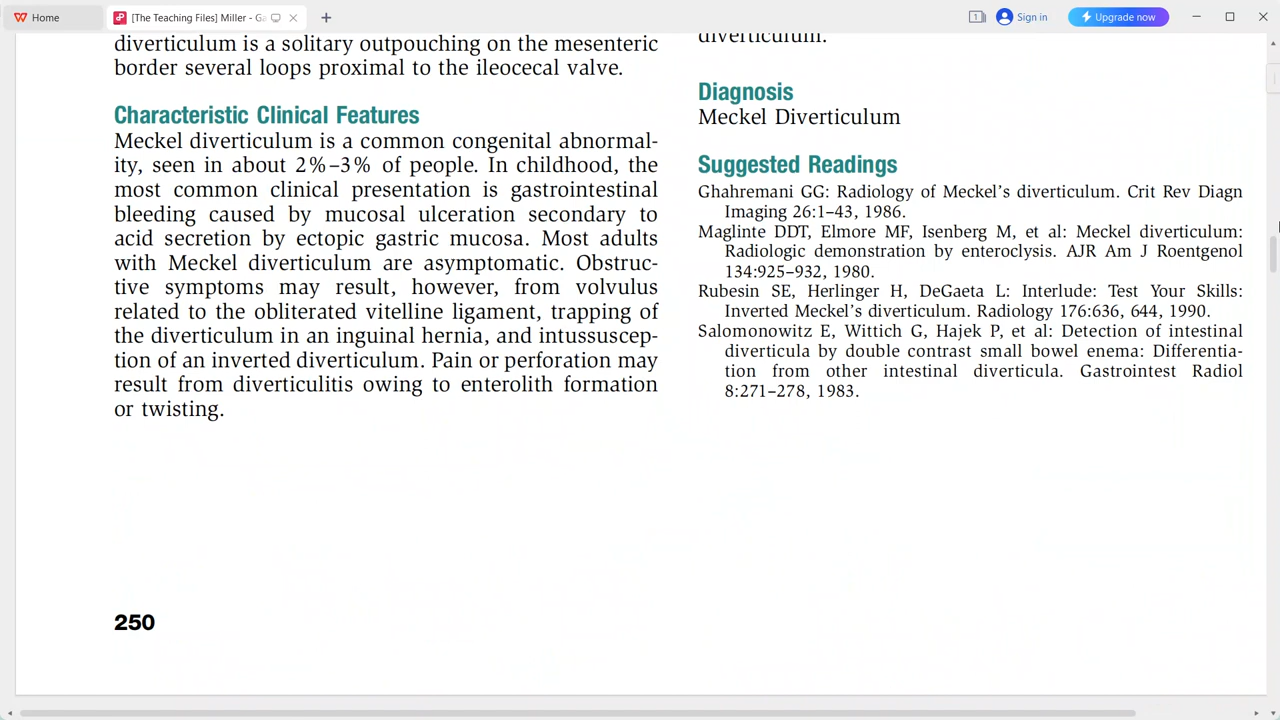 Home
[The Teaching Files] Miller - Ga
Sign in
Upgrade now
diverticulum is a solitary outpouching on the mesenteric
border several loops proximal to the ileocecal valve.
Characteristic Clinical Features
Meckel diverticulum is a common congenital abnormal-
ity, seen in about 2%–3% of people. In childhood, the
most common clinical presentation is gastrointestinal
bleeding caused by mucosal ulceration secondary to
acid secretion by ectopic gastric mucosa. Most adults
with Meckel diverticulum are asymptomatic. Obstruc-
tive symptoms may result, however, from volvulus
related to the obliterated vitelline ligament, trapping of
the diverticulum in an inguinal hernia, and intussuscep-
tion of an inverted diverticulum. Pain or perforation may
result from diverticulitis owing to enterolith formation
or twisting.
250
diverticulum.
Diagnosis
Meckel Diverticulum
Suggested Readings
Ghahremani GG: Radiology of Meckel's diverticulum. Crit Rev Diagn
Imaging 26:1–43, 1986.
Maglinte DDT, Elmore MF, Isenberg M, et al: Meckel diverticulum:
Radiologic demonstration by enteroclysis. AJR Am J Roentgenol
134:925–932, 1980.
Rubesin SE, Herlinger H, DeGaeta L: Interlude: Test Your Skills:
Inverted Meckel's diverticulum. Radiology 176:636, 644, 1990.
Salomonowitz E, Wittich G, Hajek P, et al: Detection of intestinal
diverticula by double contrast small bowel enema: Differentia-
tion from other intestinal diverticula. Gastrointest Radiol
8:271–278, 1983.